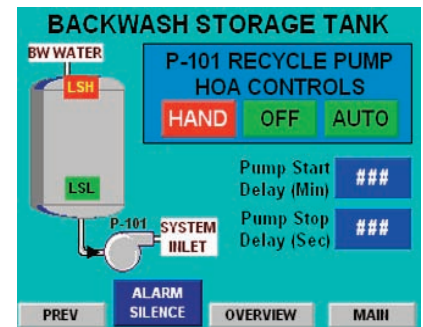 BACKWASH STORAGE TANK
BW WATER
LSH
LSL
P-101
SYSTEM
INLET
P-101 RECYCLE PUMP
HOA CONTROLS
HAND OFF AUTO
Pump Start
Delay (Min)
###
Pump Stop
Delay (Sec)
###
PREV
ALARM
SILENCE
OVERVIEW
MAIN